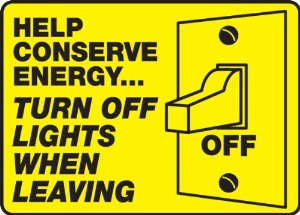 HELP
CONSERVE
ENERGY...
TURN OFF
LIGHTS
WHEN
LEAVING
OFF